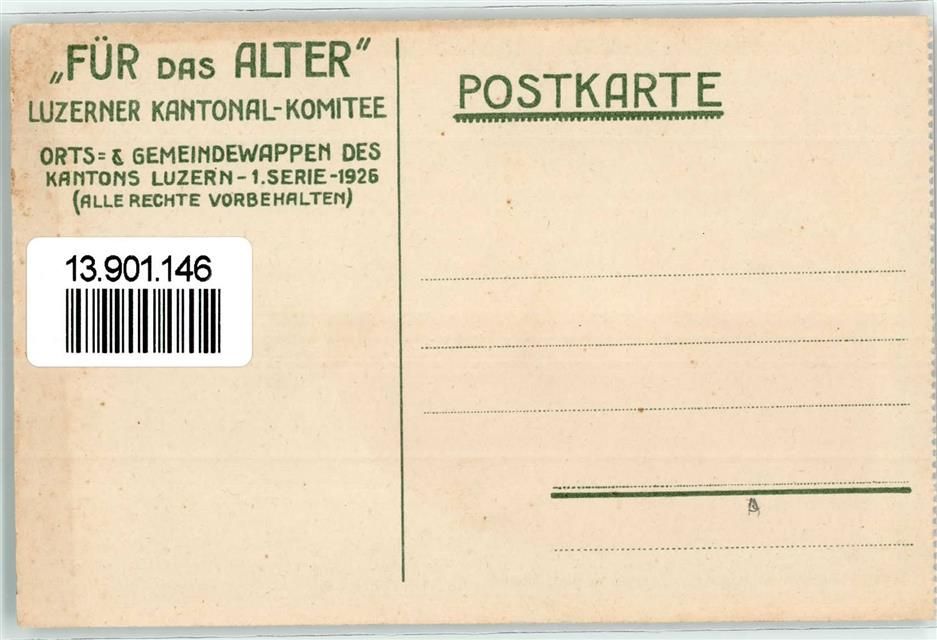 „FÜR DAS ALTER"
LUZERNER KANTONAL-KOMITEE
ORTS= & GEMEINDEWAPPEN DES
KANTONS LUZERN - 1. SERIE - 1926
(ALLE RECHTE VORBEHALTEN)
13.901.146
POSTKARTE